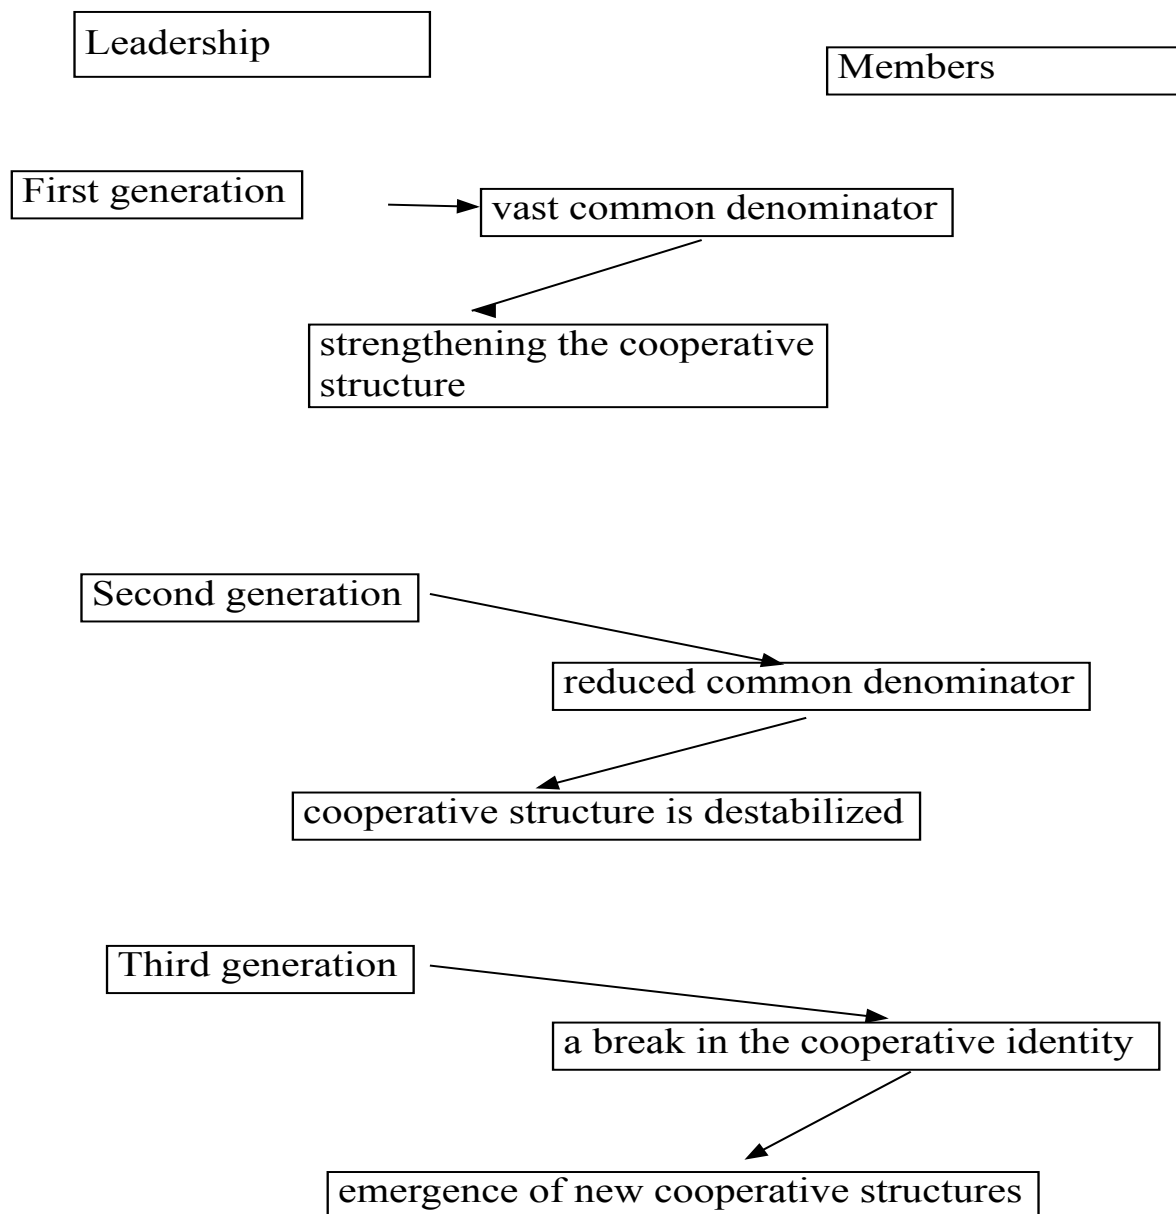 Leadership
Members
First generation
vast common denominator
strengthening the cooperative
structure
Second generation
reduced common denominator
cooperative structure is destabilized
Third generation
a break in the cooperative identity
emergence of new cooperative structures